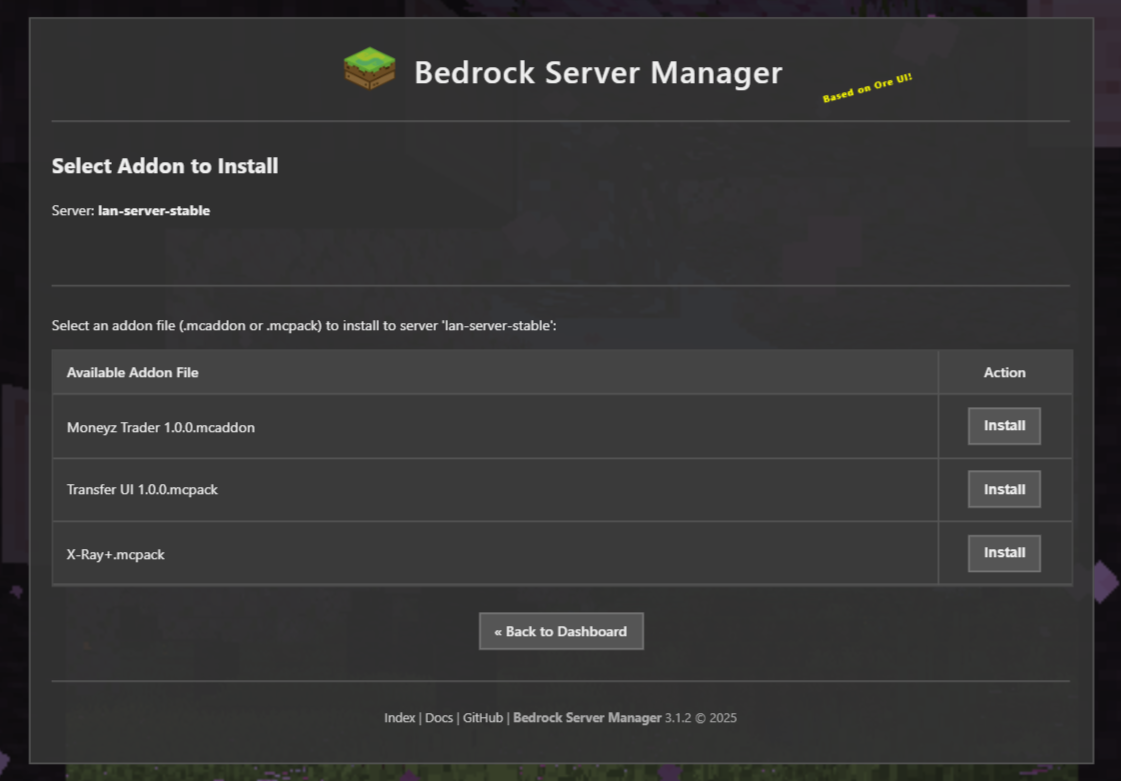 Bedrock Server Manager
Based on Ore UI!
Select Addon to Install
Server: lan-server-stable
Select an addon file (.mcaddon or .mcpack) to install to server 'lan-server-stable':
Available Addon File Action
Moneyz Trader 1.0.0.mcaddon Install
Transfer UI 1.0.0.mcpack Install
X-Ray+.mcpack Install
« Back to Dashboard
Index | Docs | GitHub | Bedrock Server Manager 3.1.2 © 2025